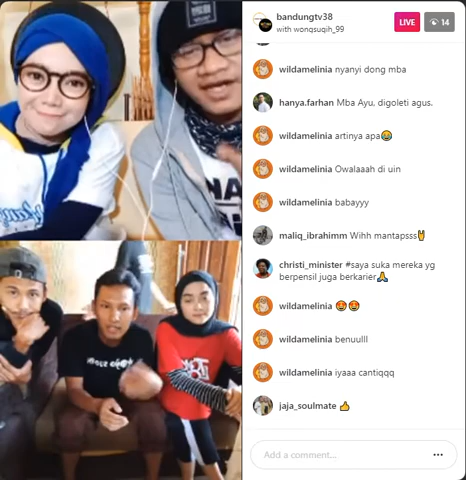 bandungtv38
with wonqsuqih_99
LIVE
14
wildamelinia nyanyi dong mba
hanya.farhan Mba Ayu, digoleti agus.
wildamelinia artinya apa😂
wildamelinia Owalaaah di uin
wildamelinia babayyy
maliq_ibrahimm Wihh mantapsss🤘
christi_minister #saya suka mereka yg
berpensil juga berkarier🙏
wildamelinia 🤩🤩
wildamelinia benuulll
wildamelinia iyaaa cantiqqq
jaja_soulmate 👍
Add a comment...